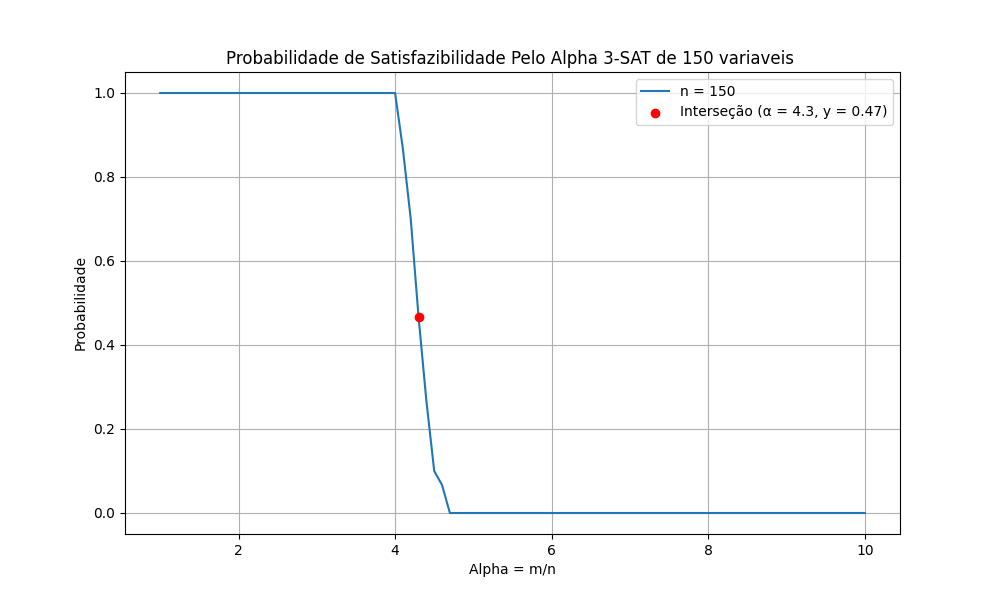 Probabilidade de Satisfazibilidade Pelo Alpha 3-SAT de 150 variaveis
n = 150
Interseção (α = 4.3, y = 0.47)
Probabilidade
1.0
0.8
0.6
0.4
0.2
0.0
2
4
6
8
10
Alpha = m/n